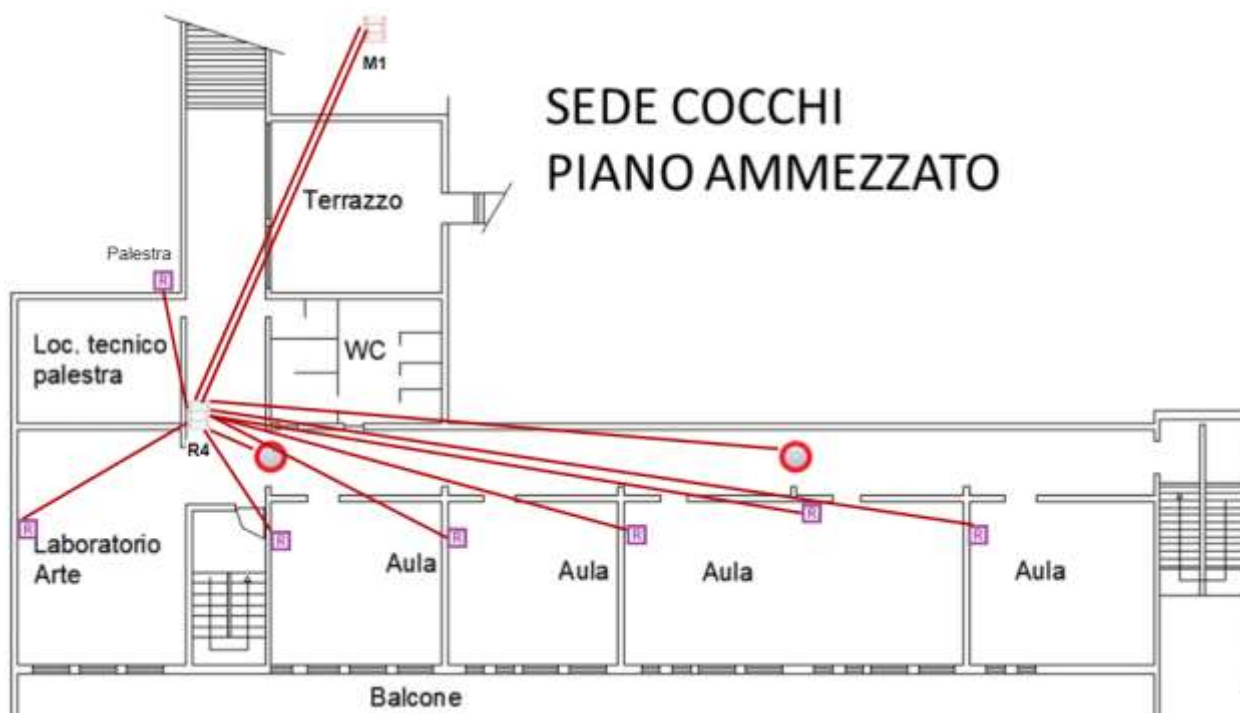 M1
SEDE COCCHI
PIANO AMMEZZATO
Terrazzo
Palestra
R
Loc. tecnico
palestra
WC
R4
R
R
R
R
R
R
Laboratorio
Arte
Aula
Aula
Aula
Aula
Balcone